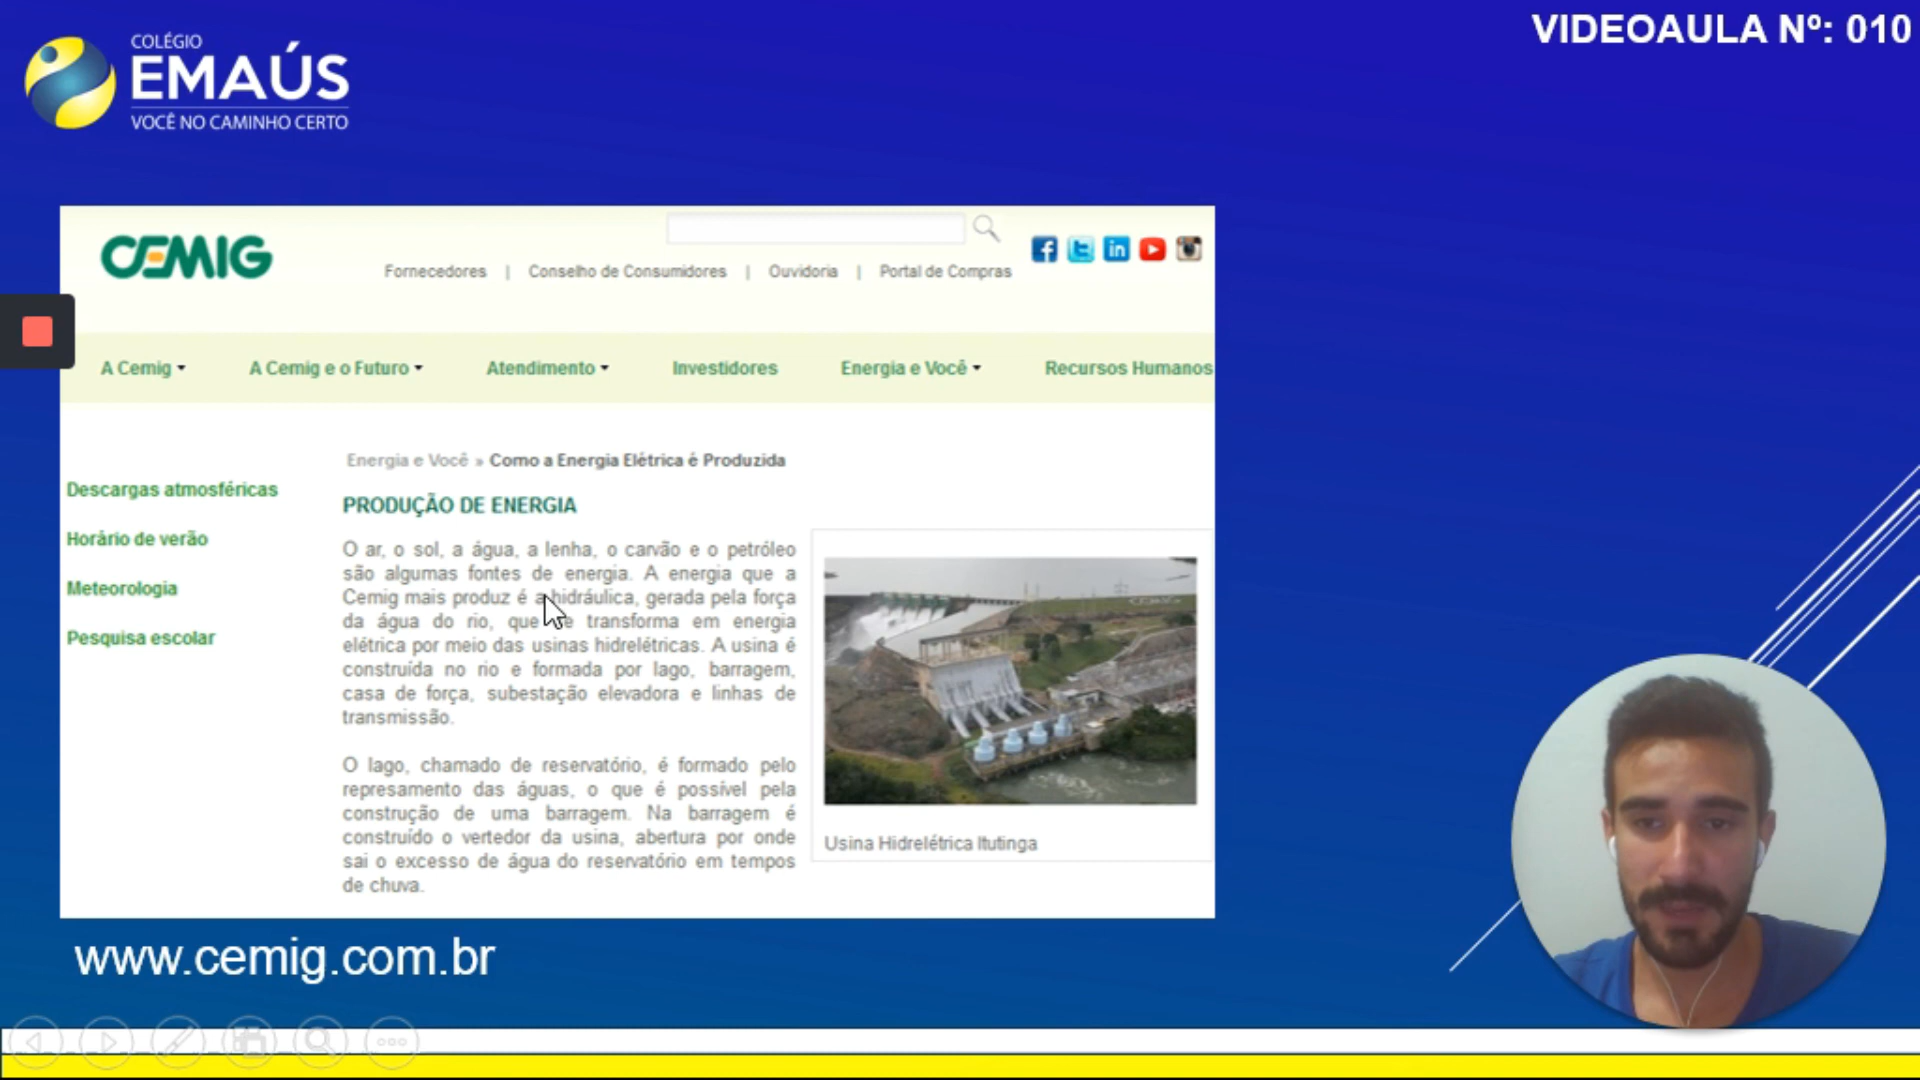 VIDEOAULA Nº: 010
COLÉGIO
EMAÚS
VOCÊ NO CAMINHO CERTO
CEMIG
Fornecedores | Conselho de Consumidores | Ouvidoria | Portal de Compras
A Cemig A Cemig e o Futuro Atendimento Investidores Energia e Você Recursos Humanos
Descargas atmosféricas
Horário de verão
Meteorologia
Pesquisa escolar
Energia e Você » Como a Energia Elétrica é Produzida
PRODUÇÃO DE ENERGIA
O ar, o sol, a água, a lenha, o carvão e o petróleo
são algumas fontes de energia. A energia que a
Cemig mais produz é a hidráulica, gerada pela força
da água do rio, que transforma em energia
elétrica por meio das usinas hidrelétricas. A usina é
construída no rio e formada por lago, barragem,
casa de força, subestação elevadora e linhas de
transmissão.
O lago, chamado de reservatório, é formado pelo
represamento das águas, o que é possível pela
construção de uma barragem. Na barragem é
construído o vertedor da usina, abertura por onde
sai o excesso de água do reservatório em tempos
de chuva.
Usina Hidrelétrica Itutinga
www.cemig.com.br